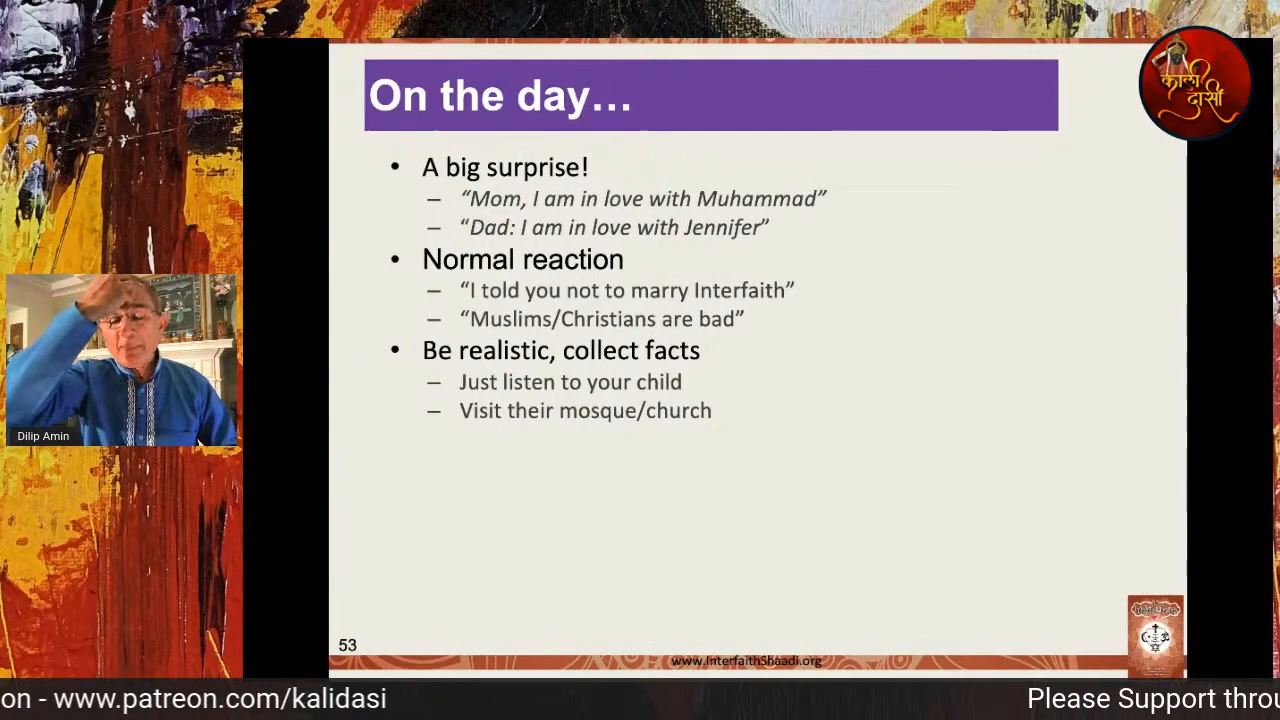 काली
दासी
On the day…
• A big surprise!
– “Mom, I am in love with Muhammad”
– “Dad: I am in love with Jennifer”
• Normal reaction
– “I told you not to marry Interfaith”
– “Muslims/Christians are bad”
• Be realistic, collect facts
– Just listen to your child
– Visit their mosque/church
Dilip Amin
53
www.InterfaithShaadi.org
on - www.patreon.com/kalidasi
Please Support throu